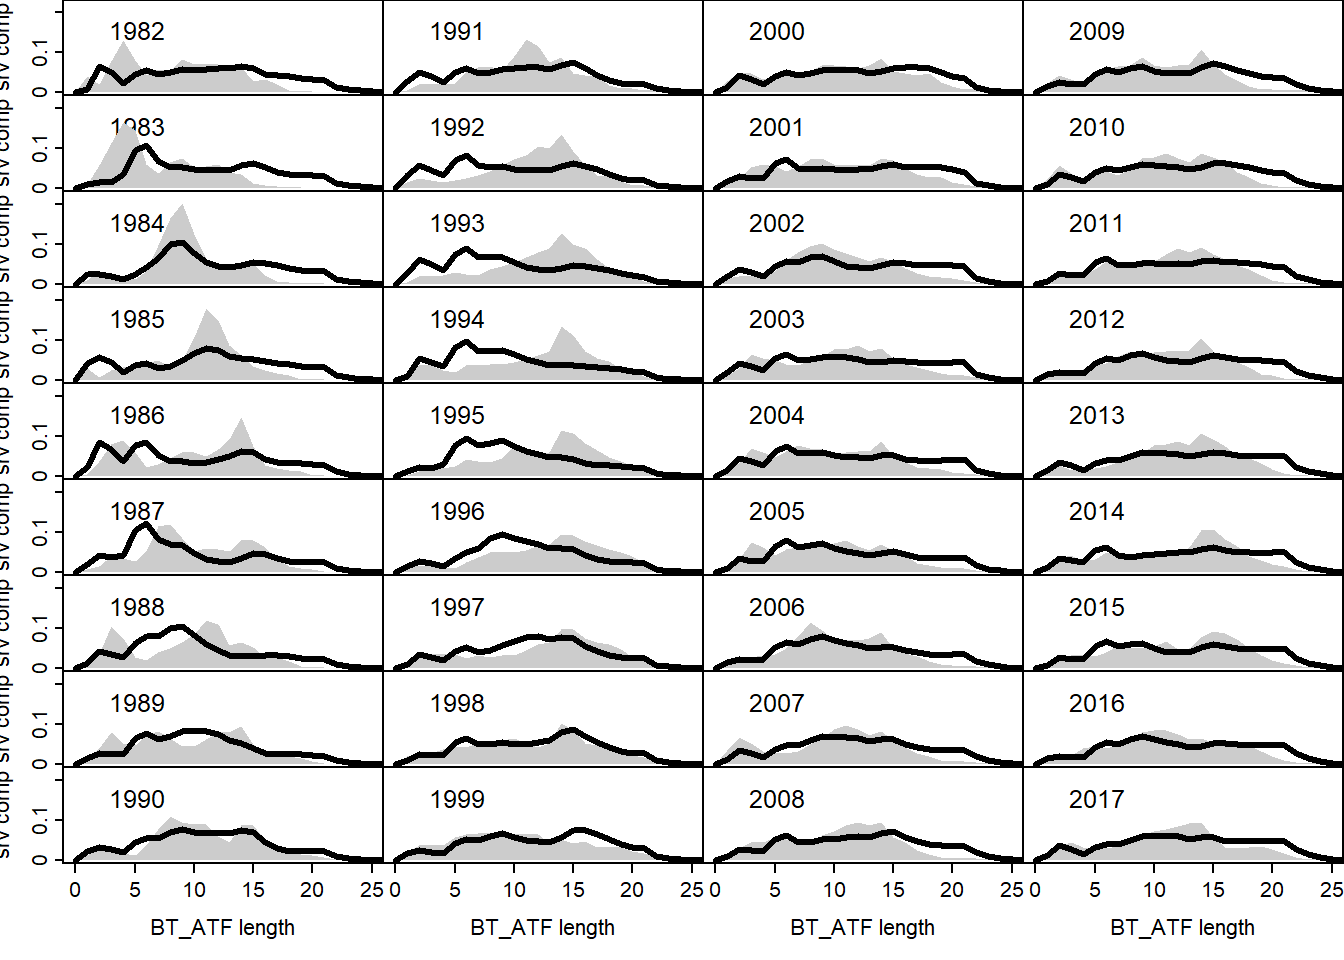 srv comp 0 0.1 1982 1991 2000 2009
srv comp 0 0.1 1983 1992 2001 2010
srv comp 0 0.1 1984 1993 2002 2011
srv comp 0 0.1 1985 1994 2003 2012
srv comp 0 0.1 1986 1995 2004 2013
srv comp 0 0.1 1987 1996 2005 2014
srv comp 0 0.1 1988 1997 2006 2015
srv comp 0 0.1 1989 1998 2007 2016
srv comp 0 0.1 1990 1999 2008 2017
0 5 10 15 20 25 0 5 10 15 20 25 0 5 10 15 20 25 0 5 10 15 20 25
BT_ATF length BT_ATF length BT_ATF length BT_ATF length